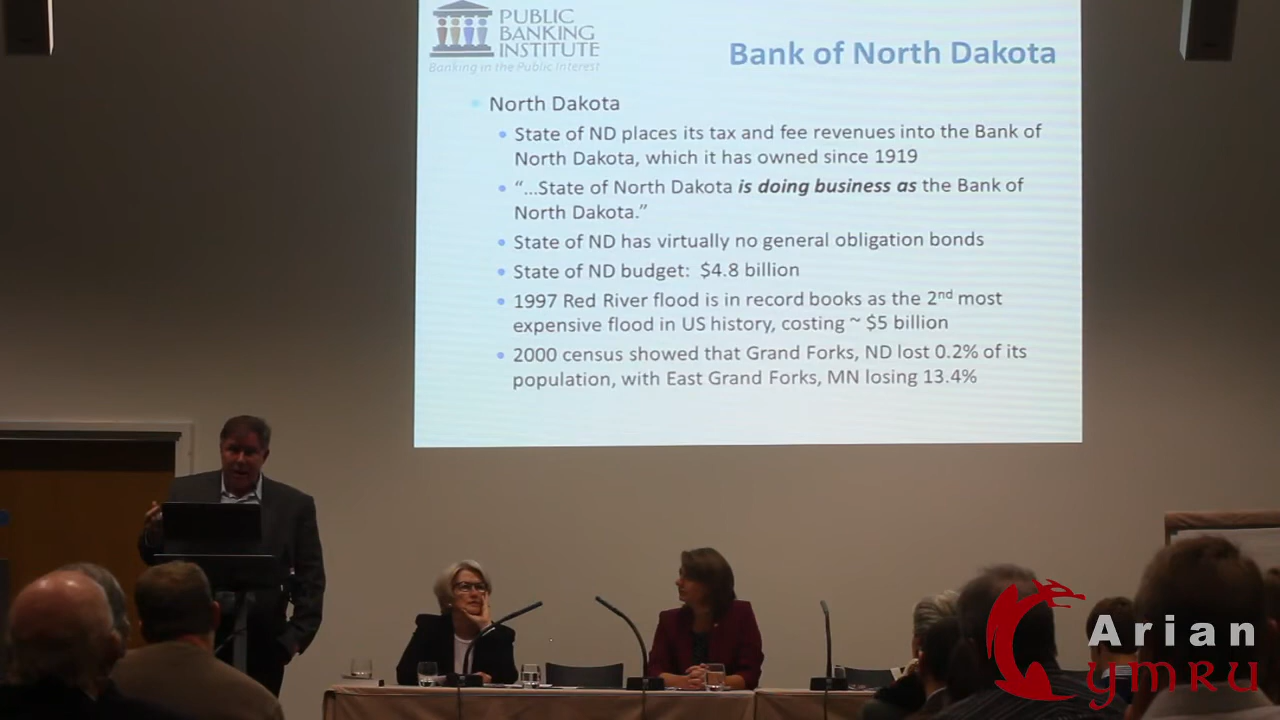 PUBLIC
BANKING
INSTITUTE
Banking in the Public Interest
Bank of North Dakota
North Dakota
• State of ND places its tax and fee revenues into the Bank of
North Dakota, which it has owned since 1919
• “...State of North Dakota is doing business as the Bank of
North Dakota.”
• State of ND has virtually no general obligation bonds
• State of ND budget: $4.8 billion
• 1997 Red River flood is in record books as the 2nd most
expensive flood in US history, costing ~ $5 billion
• 2000 census showed that Grand Forks, ND lost 0.2% of its
population, with East Grand Forks, MN losing 13.4%
Arian
Cymru